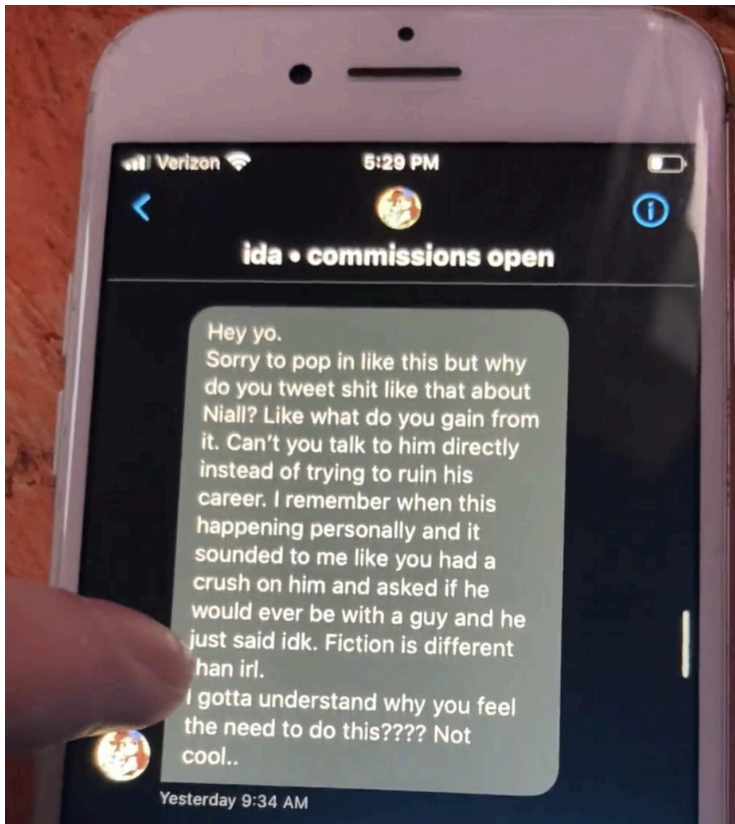 Verizon 5:29 PM
ida • commissions open
Hey yo.
Sorry to pop in like this but why
do you tweet shit like that about
Niall? Like what do you gain from
it. Can't you talk to him directly
instead of trying to ruin his
career. I remember when this
happening personally and it
sounded to me like you had a
crush on him and asked if he
would ever be with a guy and he
just said idk. Fiction is different
han irl.
I gotta understand why you feel
the need to do this???? Not
cool..
Yesterday 9:34 AM